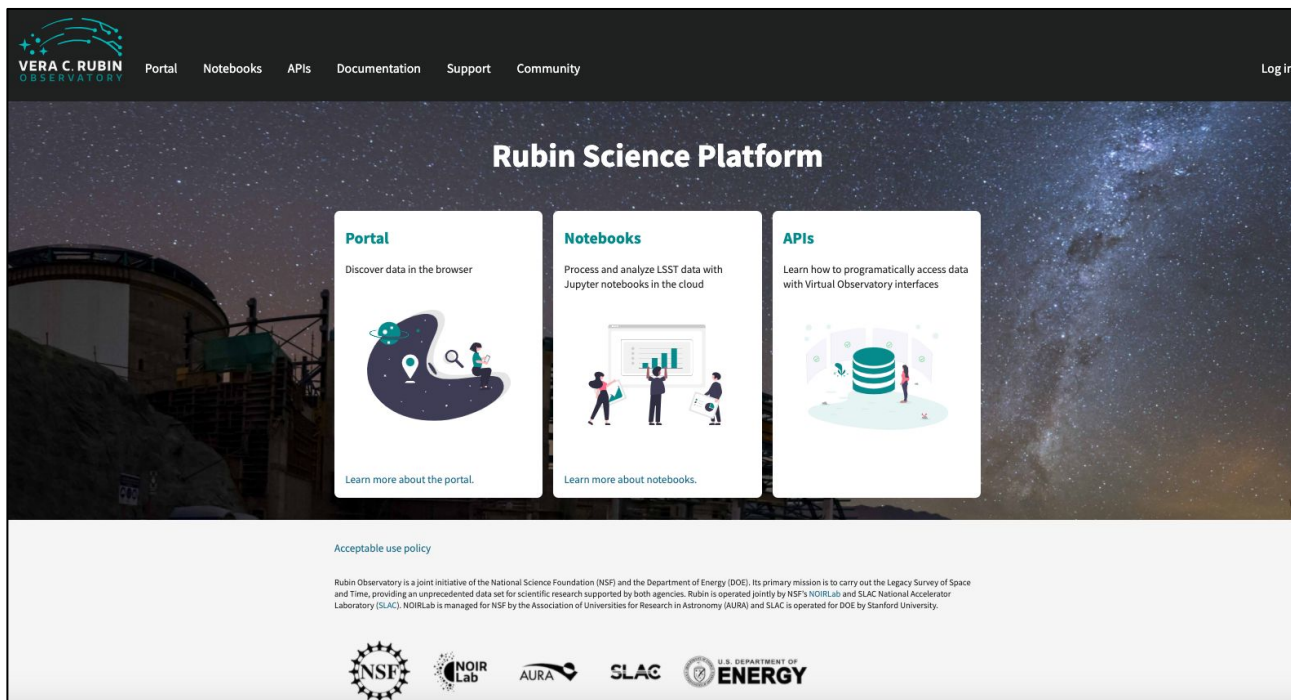 VERA C. RUBIN
OBSERVATORY
Portal Notebooks APIs Documentation Support Community Log in
Rubin Science Platform
Portal
Discover data in the browser
Learn more about the portal.
Notebooks
Process and analyze LSST data with
Jupyter notebooks in the cloud
Learn more about notebooks.
APIs
Learn how to programatically access data
with Virtual Observatory interfaces
Acceptable use policy
Rubin Observatory is a joint initiative of the National Science Foundation (NSF) and the Department of Energy (DOE). Its primary mission is to carry out the Legacy Survey of Space
and Time, providing an unprecedented data set for scientific research supported by both agencies. Rubin is operated jointly by NSF's NOIRLab and SLAC National Accelerator
Laboratory (SLAC). NOIRLab is managed for NSF by the Association of Universities for Research in Astronomy (AURA) and SLAC is operated for DOE by Stanford University.
NSF
NOIR
Lab
AURA
SLAC
U.S. DEPARTMENT OF
ENERGY